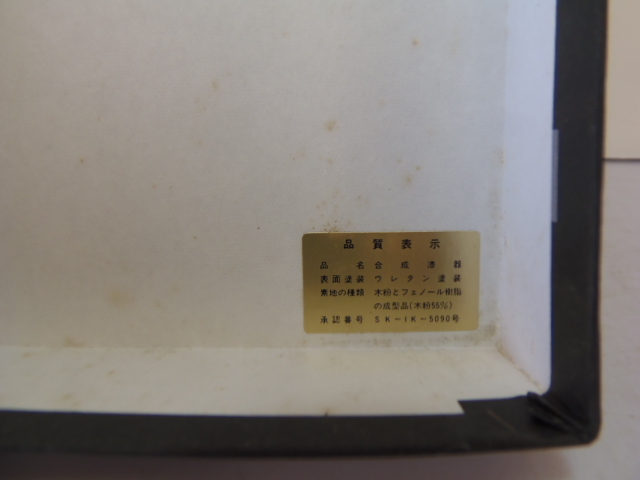 品質表示
品名 合成漆器
表面塗装 ウレタン塗装
素地の種類 木粉とフェノール樹脂
の成型品(木粉55%)
承認番号 SK-IK-5090号